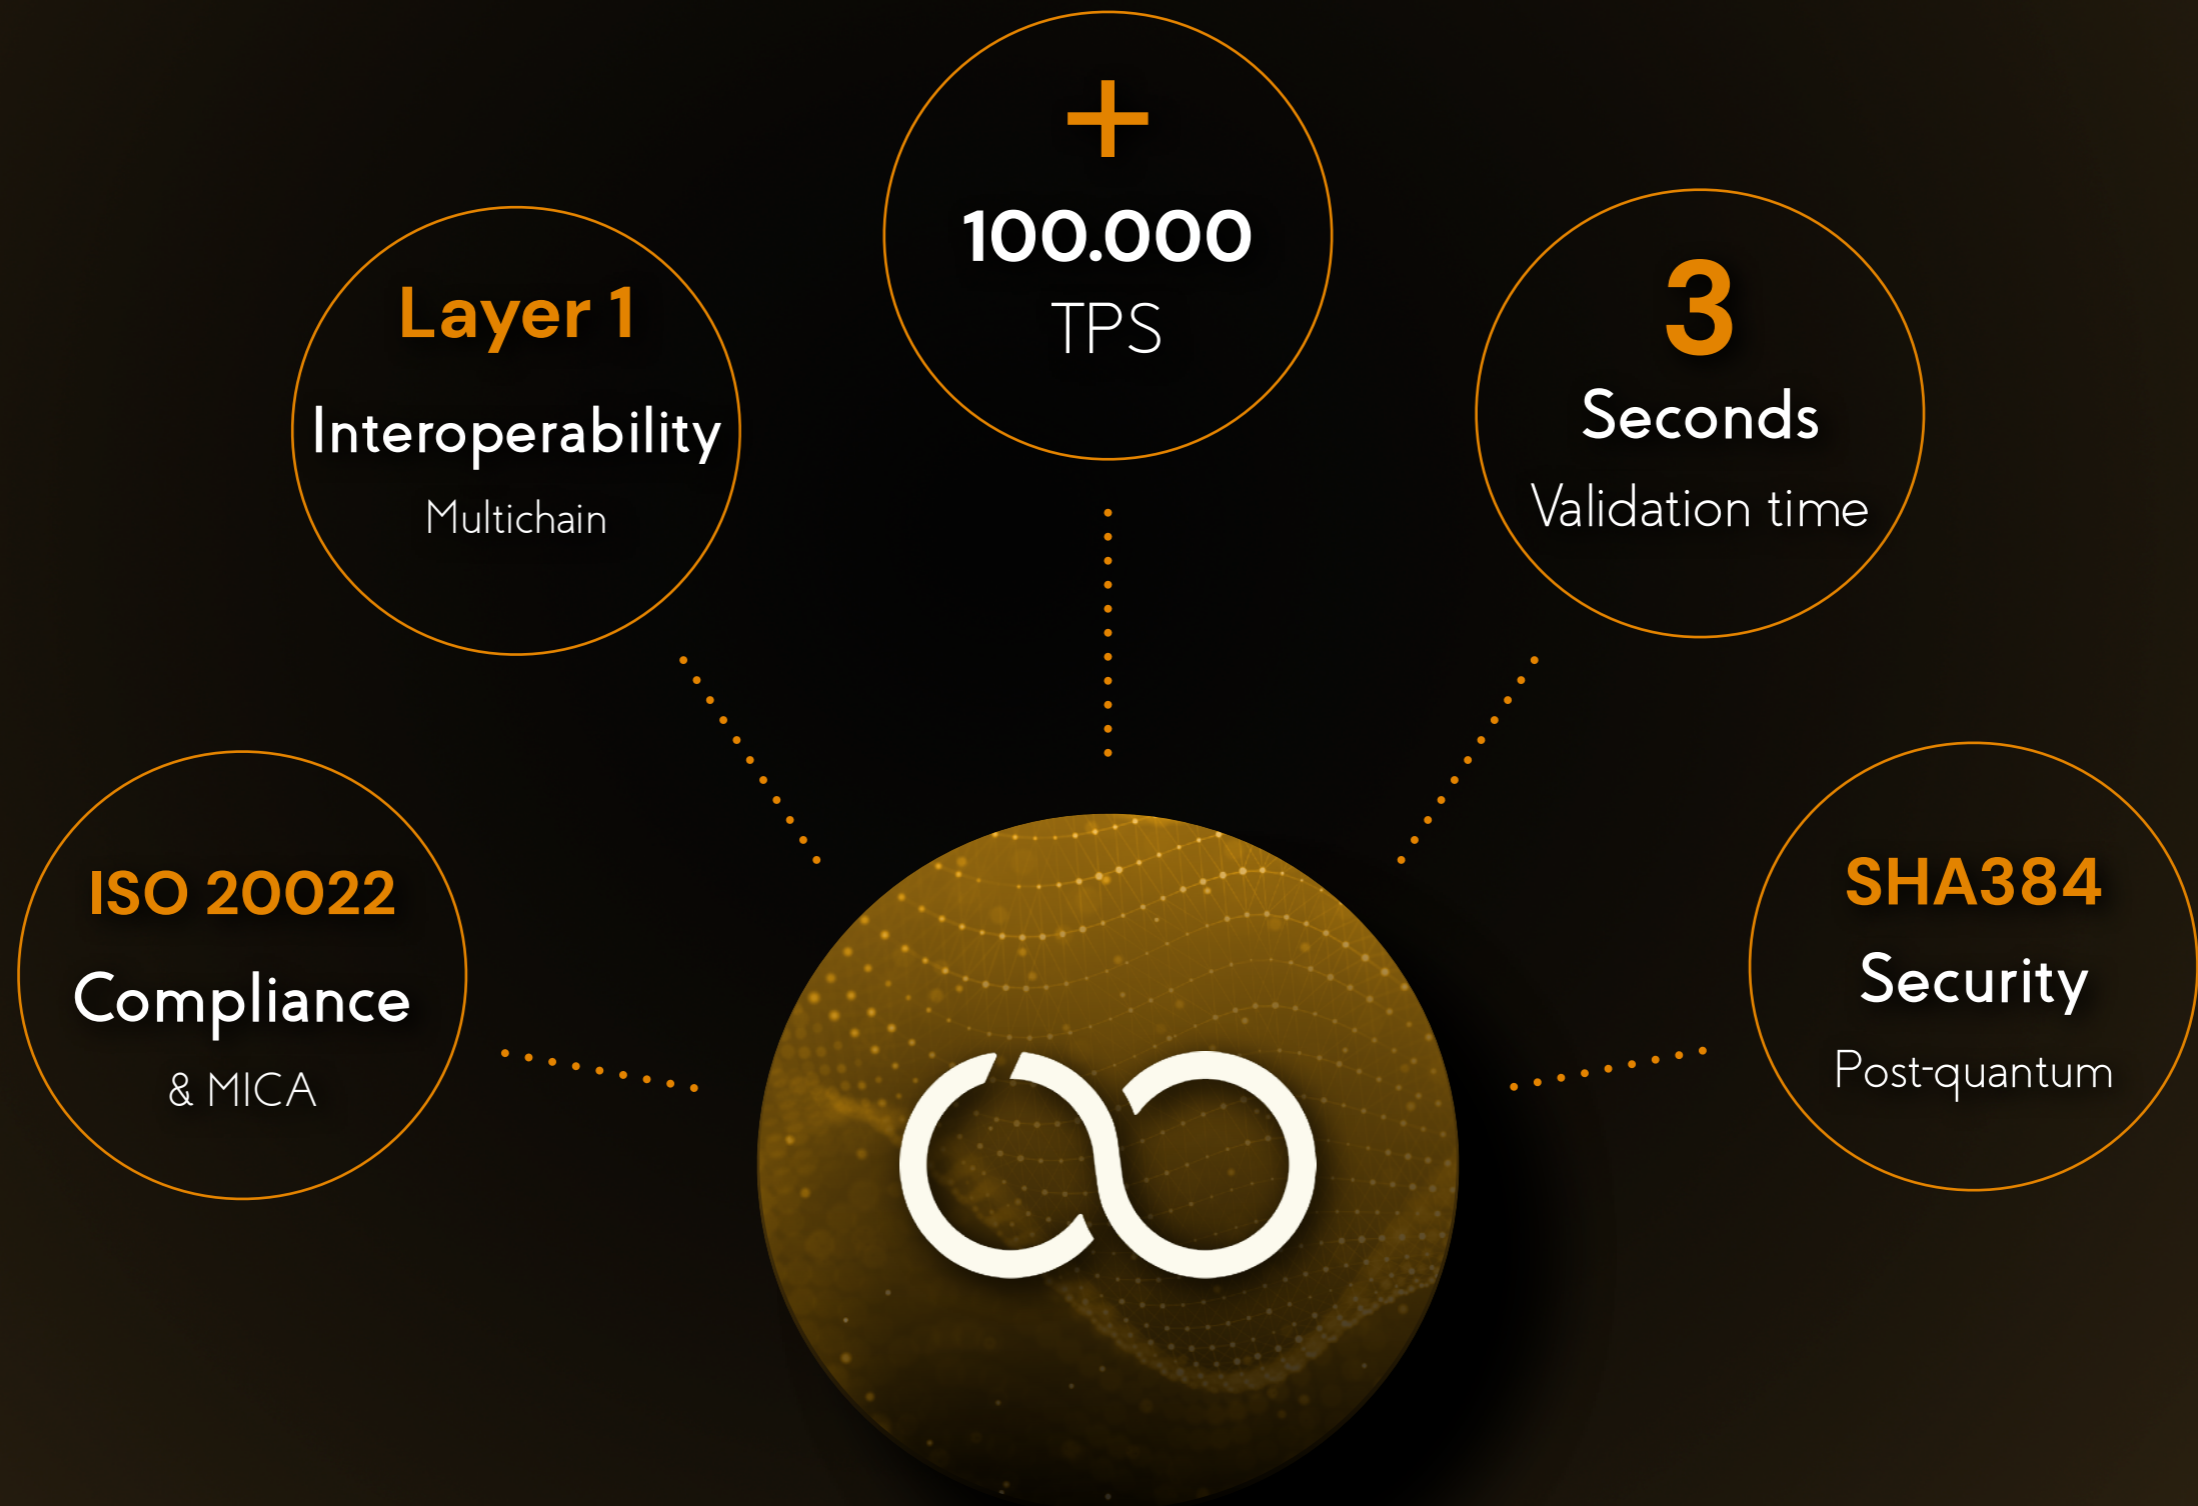 +
100.000
TPS
Layer 1
Interoperability
Multichain
3
Seconds
Validation time
ISO 20022
Compliance
& MICA
SHA384
Security
Post-quantum